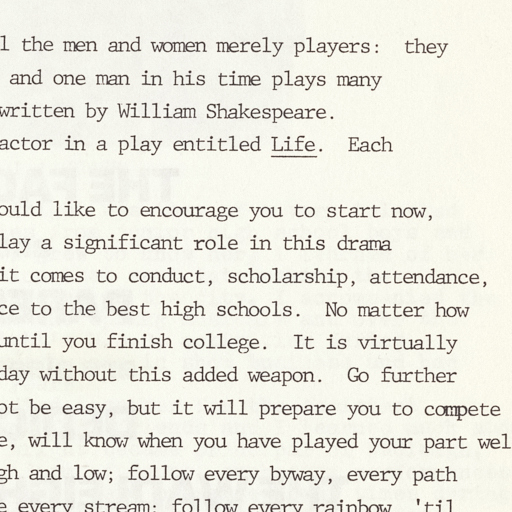 l the men and women merely players:  they
and one man in his time plays many
written by William Shakespeare.
actor in a play entitled Life.  Each
ould like to encourage you to start now,
lay a significant role in this drama
it comes to conduct, scholarship, attendance,
ce to the best high schools.  No matter how
until you finish college.  It is virtually
day without this added weapon.  Go further
ot be easy, but it will prepare you to compete
e, will know when you have played your part wel
gh and low; follow every byway, every path
e every stream; follow every rainbow, 'til